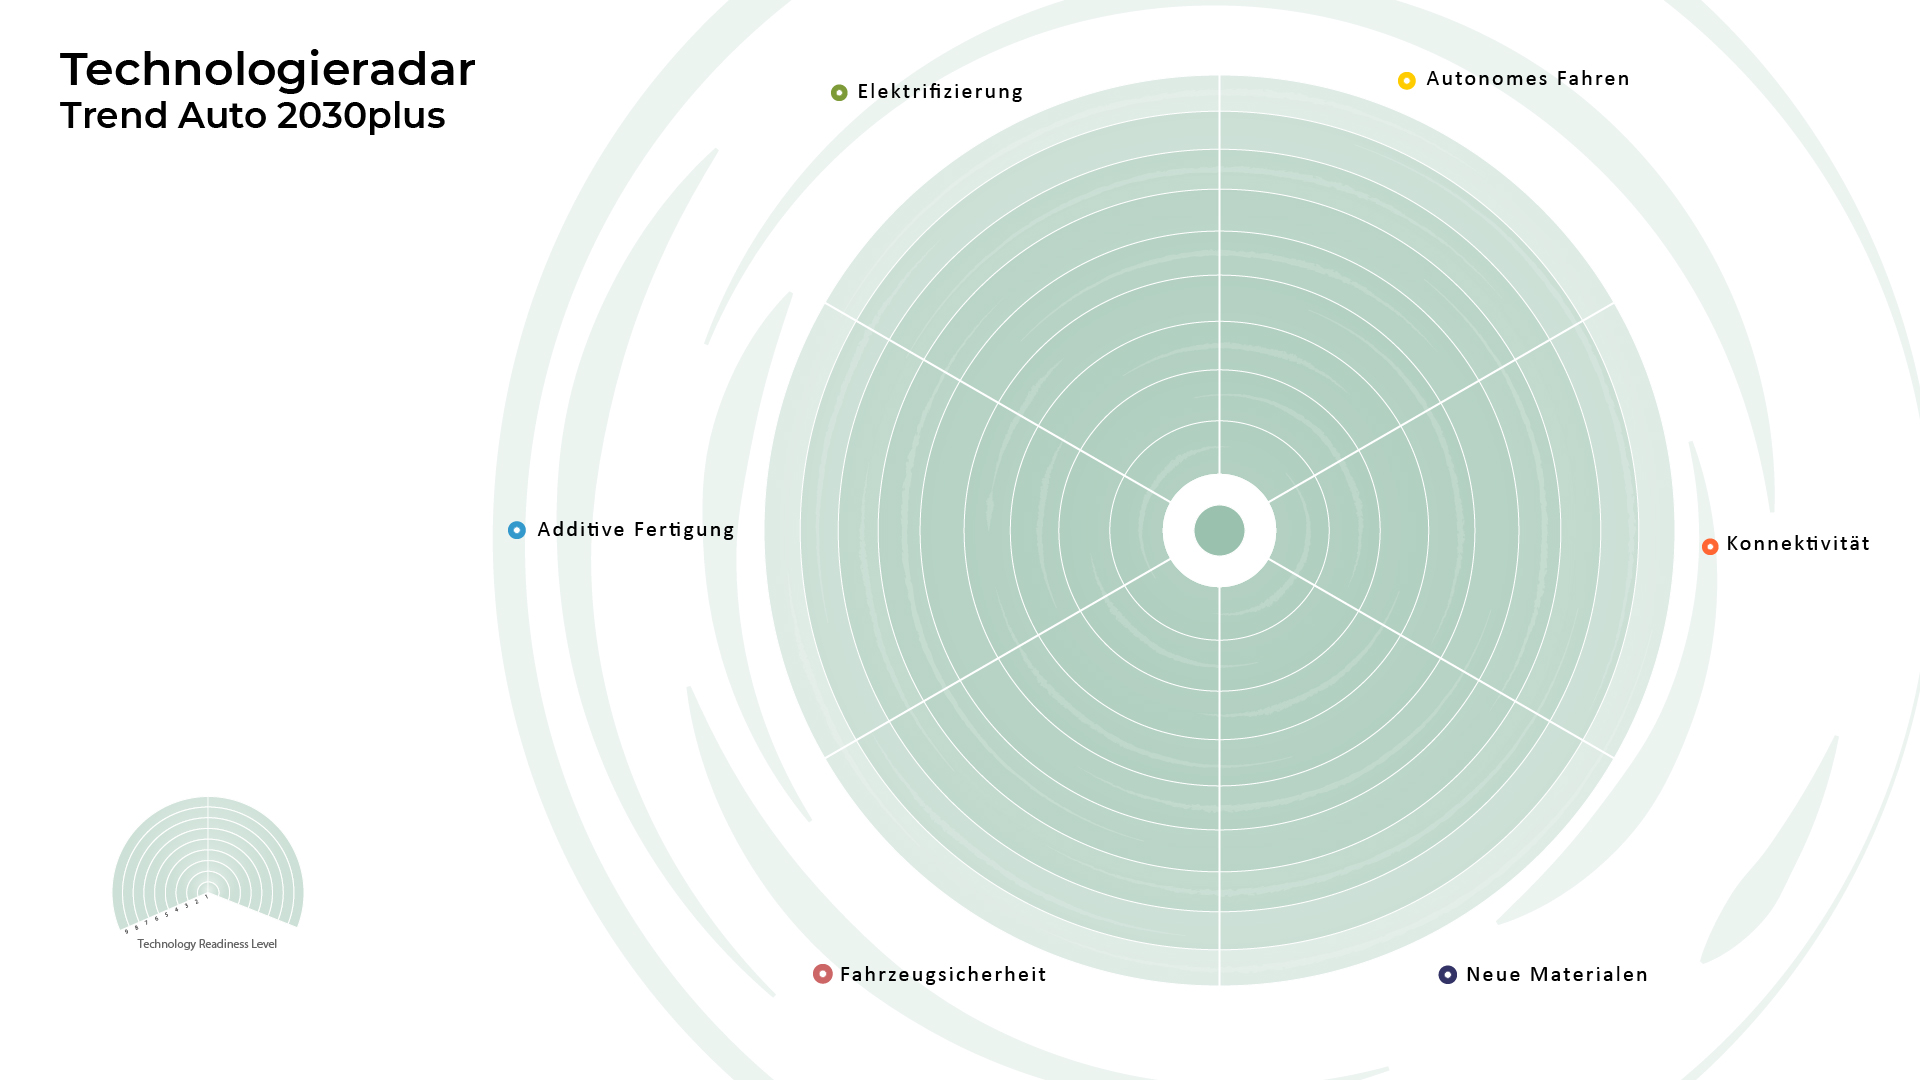 Technologieradar
Trend Auto 2030plus
Elektrifizierung
Autonomes Fahren
Additive Fertigung
Konnektivität
Fahrzeugsicherheit
Neue Materialen
9 8 7 6 5 4 3 2 1
Technology Readiness Level